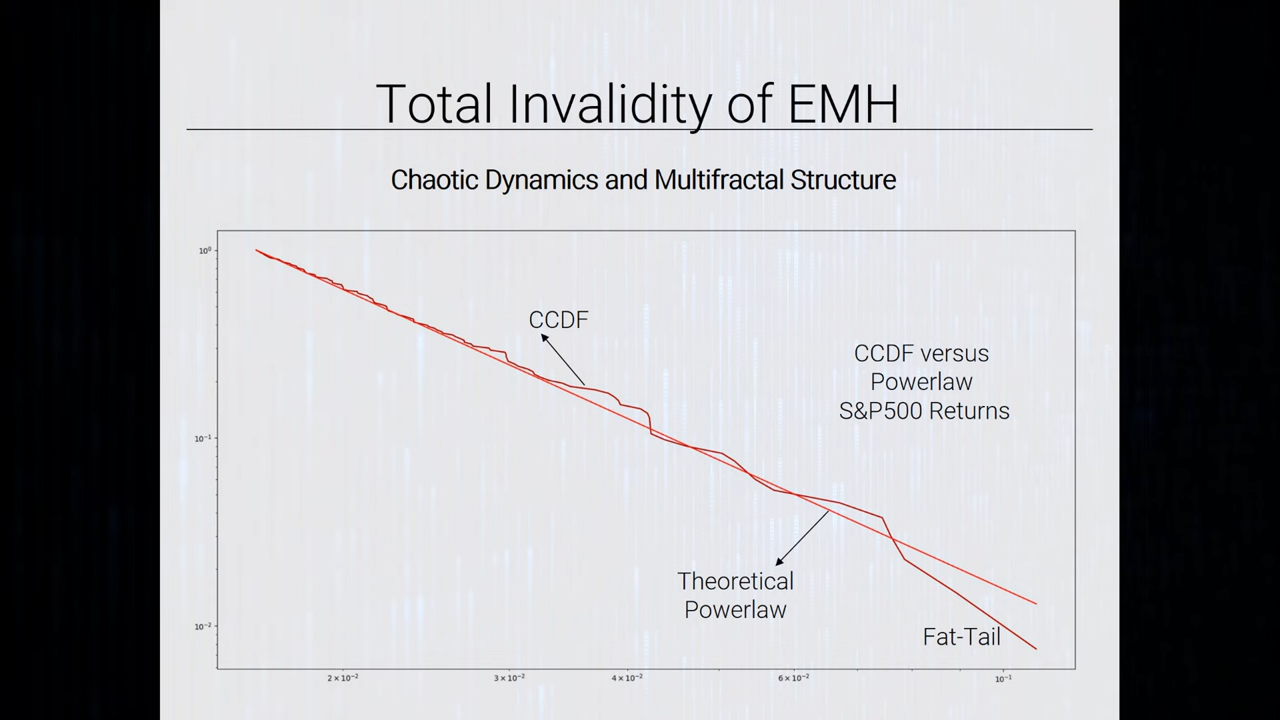 Total Invalidity of EMH
Chaotic Dynamics and Multifractal Structure
10⁰
CCDF
CCDF versus
Powerlaw
S&P500 Returns
10⁻¹
Theoretical
Powerlaw
10⁻²
Fat-Tail
2 × 10⁻²
3 × 10⁻²
4 × 10⁻²
6 × 10⁻²
10⁻¹